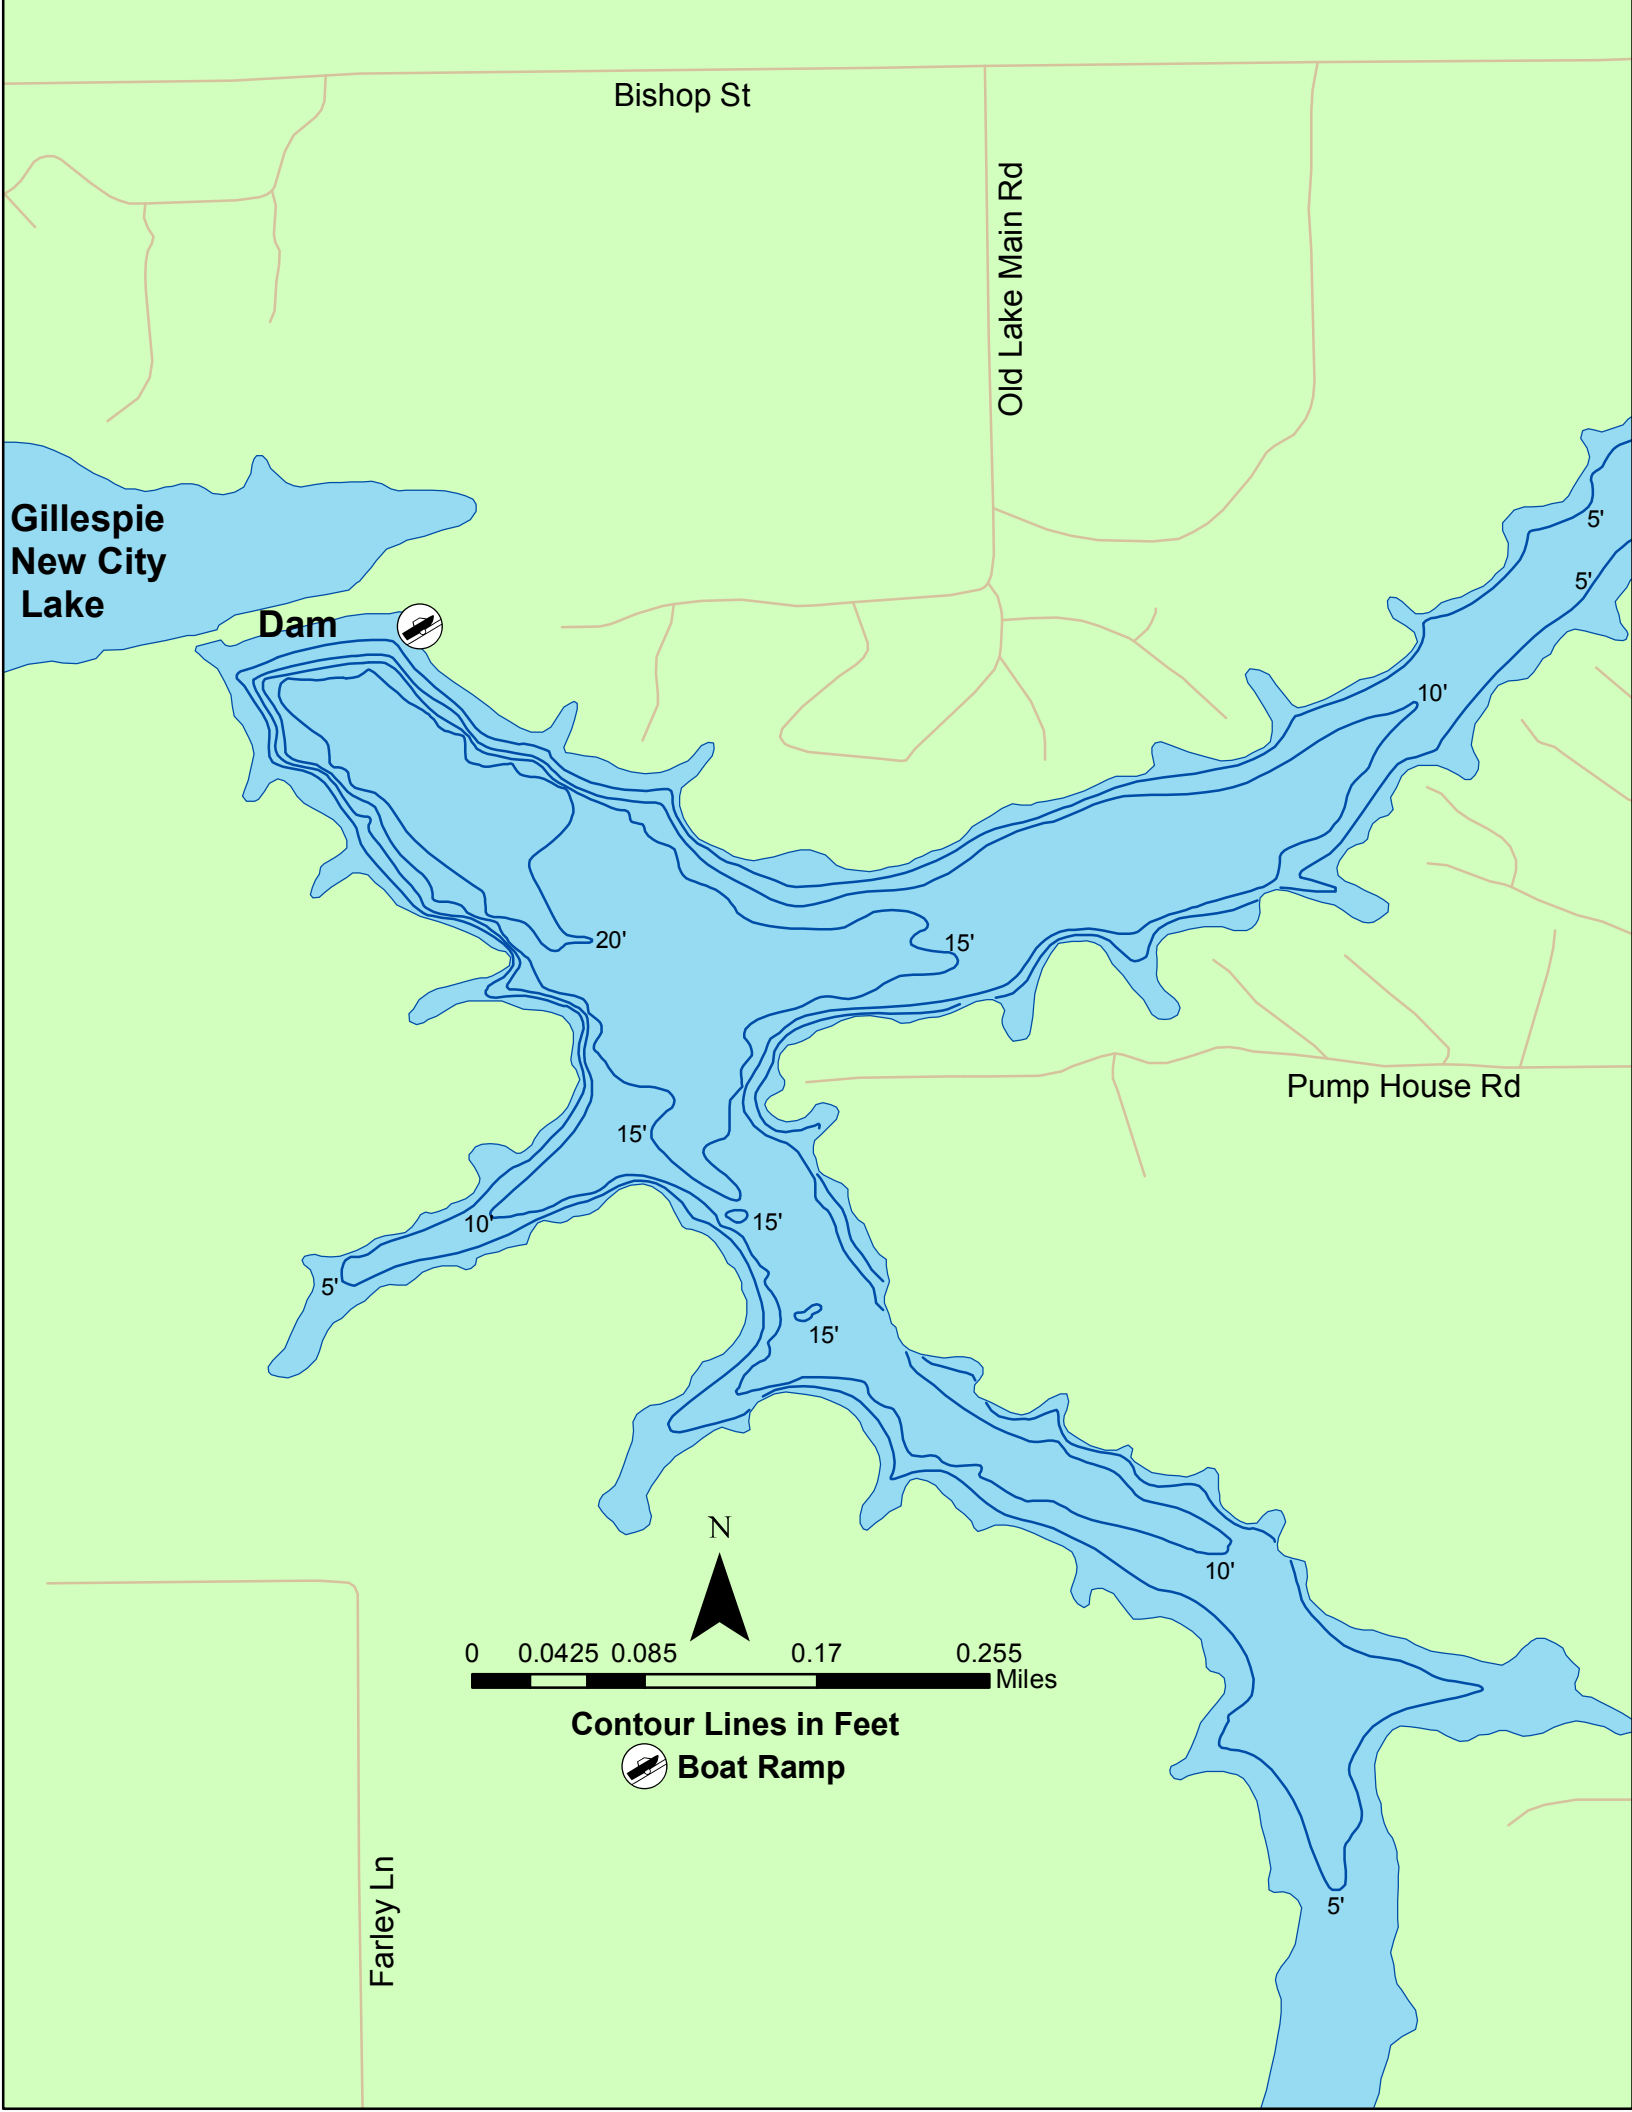 Bishop St
Old Lake Main Rd
Gillespie
New City
Lake
Dam
5'
5'
10'
20'
15'
Pump House Rd
15'
10'
15'
5'
15'
N
10'
0 0.0425 0.085 0.17 0.255
Miles
Contour Lines in Feet
Boat Ramp
Farley Ln
5'